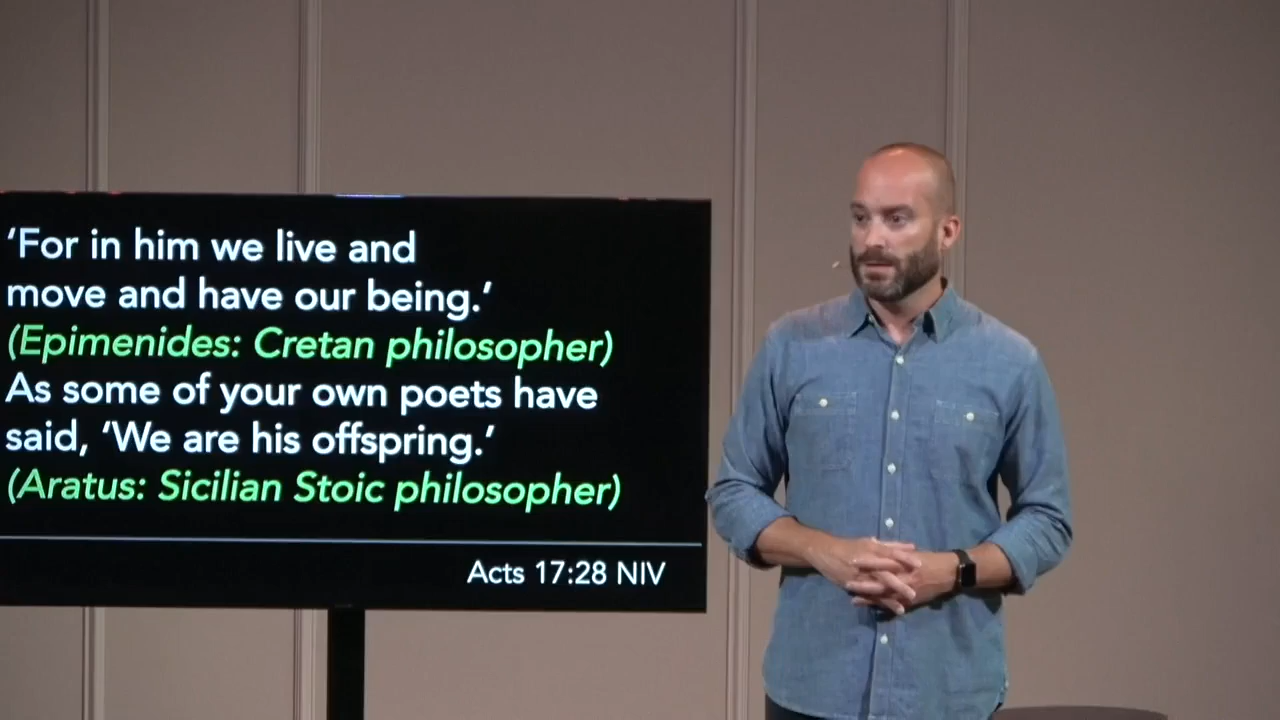 ‘For in him we live and
move and have our being.’
(Epimenides: Cretan philosopher)
As some of your own poets have
said, ‘We are his offspring.’
(Aratus: Sicilian Stoic philosopher)
Acts 17:28 NIV